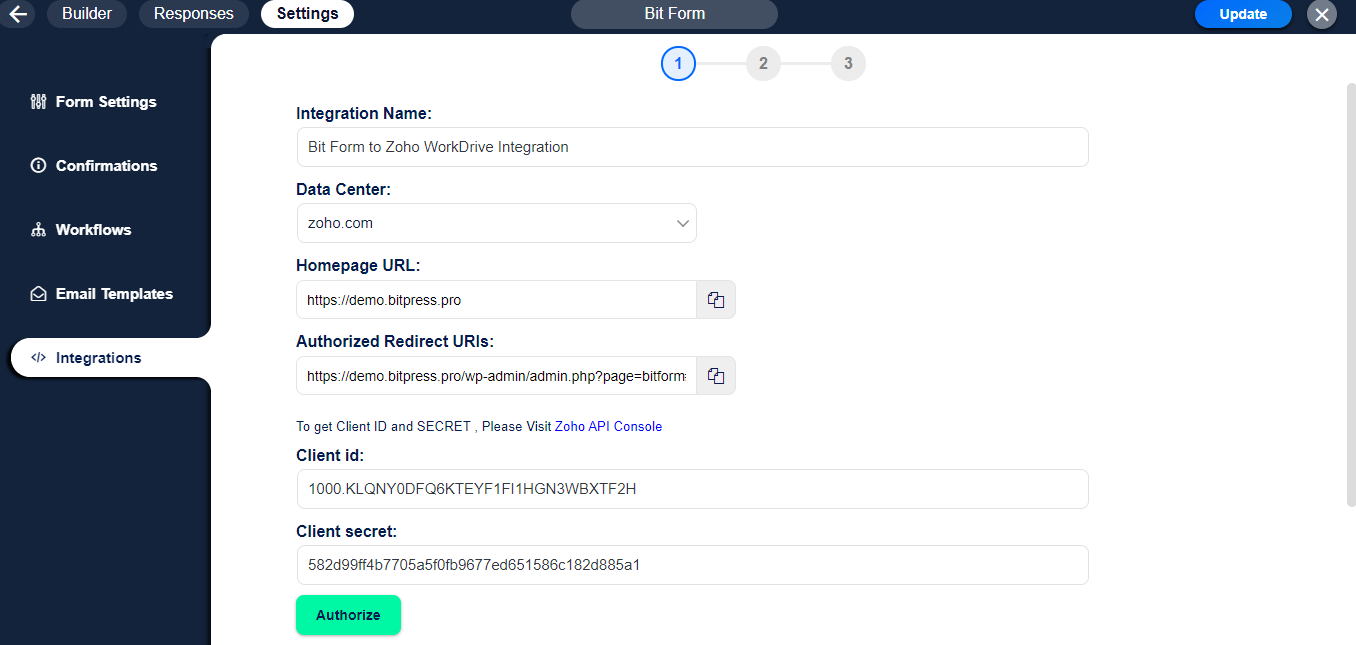 Builder
Responses
Settings
Bit Form
Update
Form Settings
Confirmations
Workflows
Email Templates
Integrations
1
2
3
Integration Name:
Bit Form to Zoho WorkDrive Integration
Data Center:
zoho.com
Homepage URL:
https://demo.bitpress.pro
Authorized Redirect URIs:
https://demo.bitpress.pro/wp-admin/admin.php?page=bitform
To get Client ID and SECRET , Please Visit Zoho API Console
Client id:
1000.KLQNY0DFQ6KTEYF1FI1HGN3WBXTF2H
Client secret:
582d99ff4b7705a5f0fb9677ed651586c182d885a1
Authorize